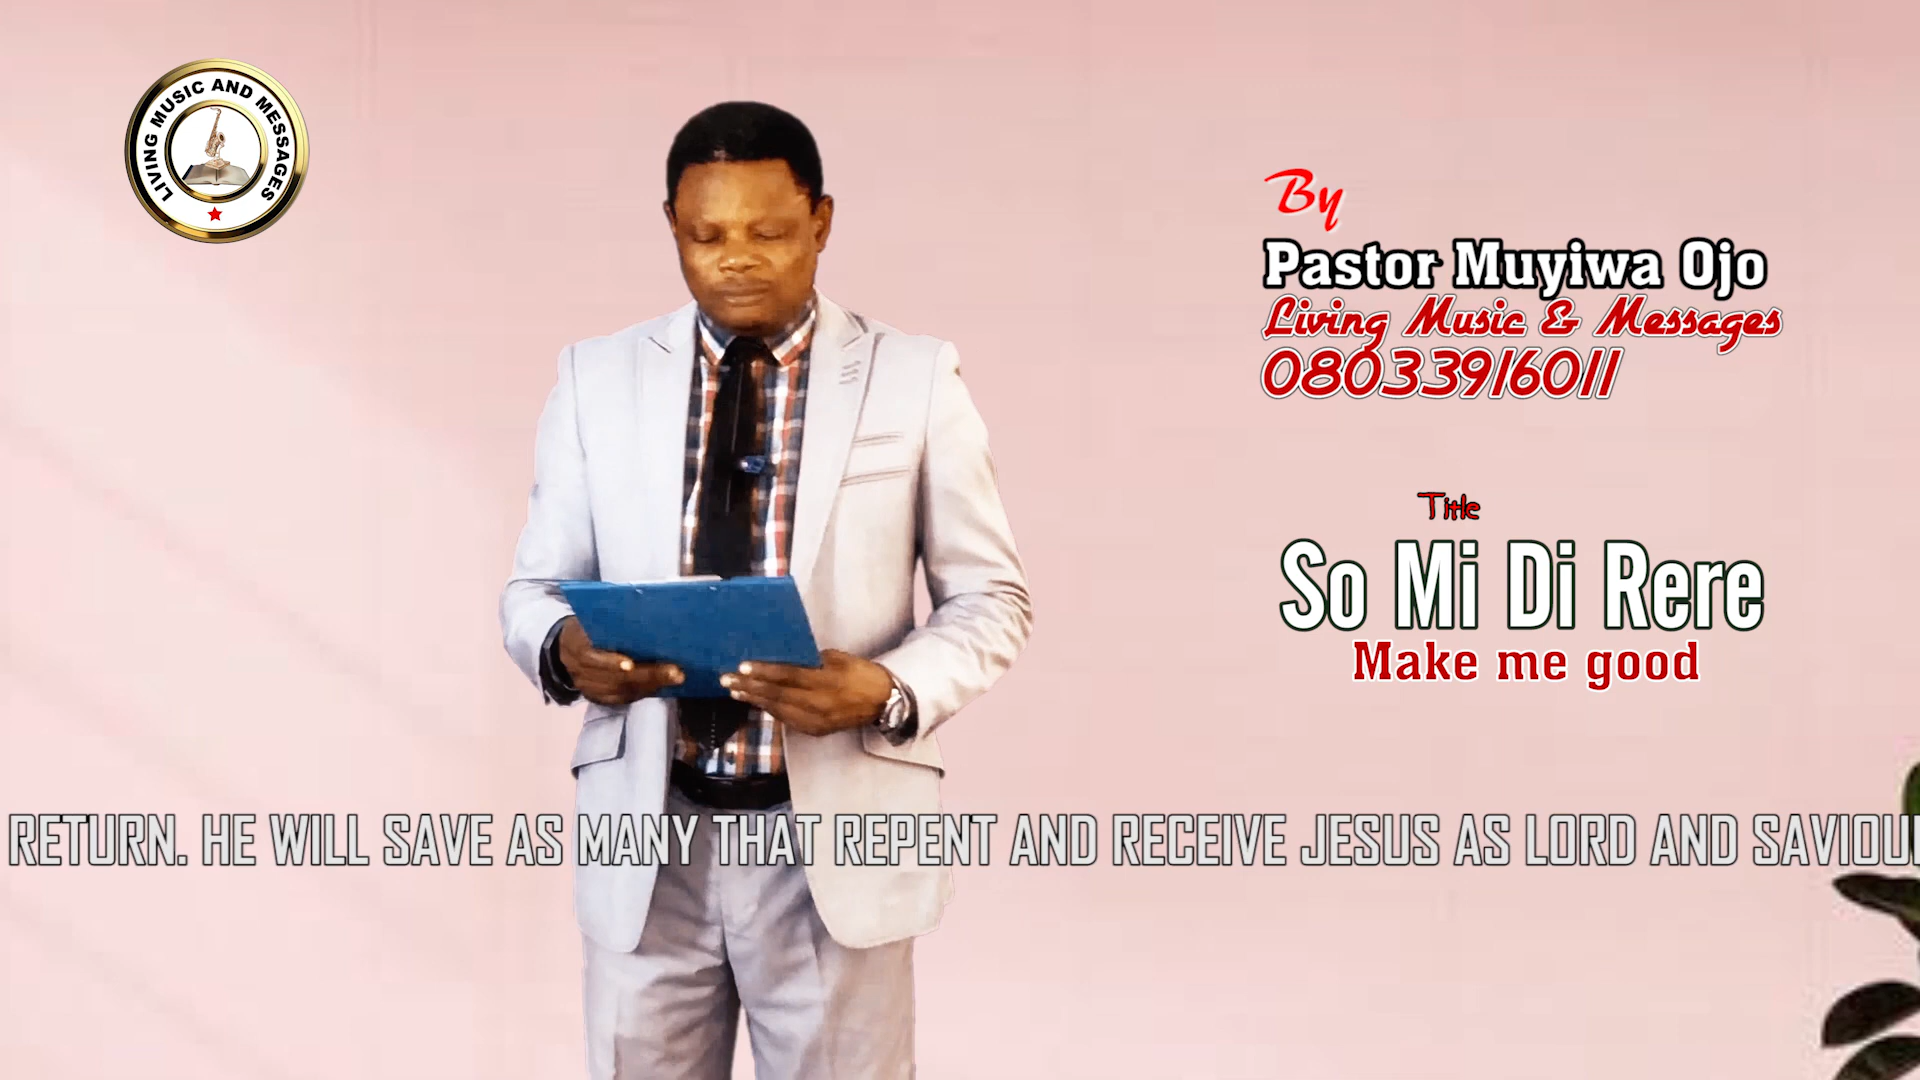 LIVING MUSIC AND MESSAGES
By
Pastor Muyiwa Ojo
Living Music & Messages
08033916011
Title
So Mi Di Rere
Make me good
RETURN. HE WILL SAVE AS MANY THAT REPENT AND RECEIVE JESUS AS LORD AND SAVIOU